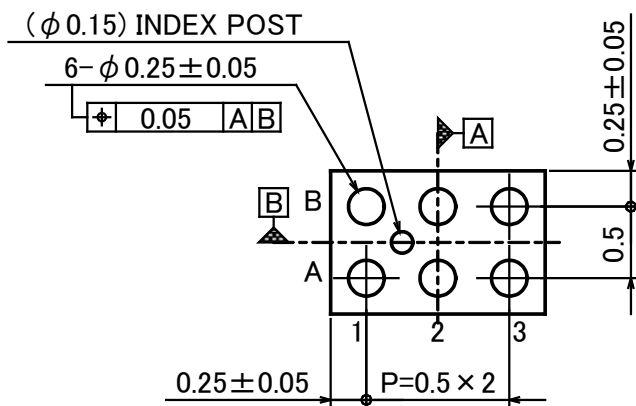 (φ0.15) INDEX POST
6-φ0.25±0.05
⌖ 0.05 A B
0.25±0.05
A
B
B
A
0.5
1 2 3
0.25±0.05 P=0.5×2